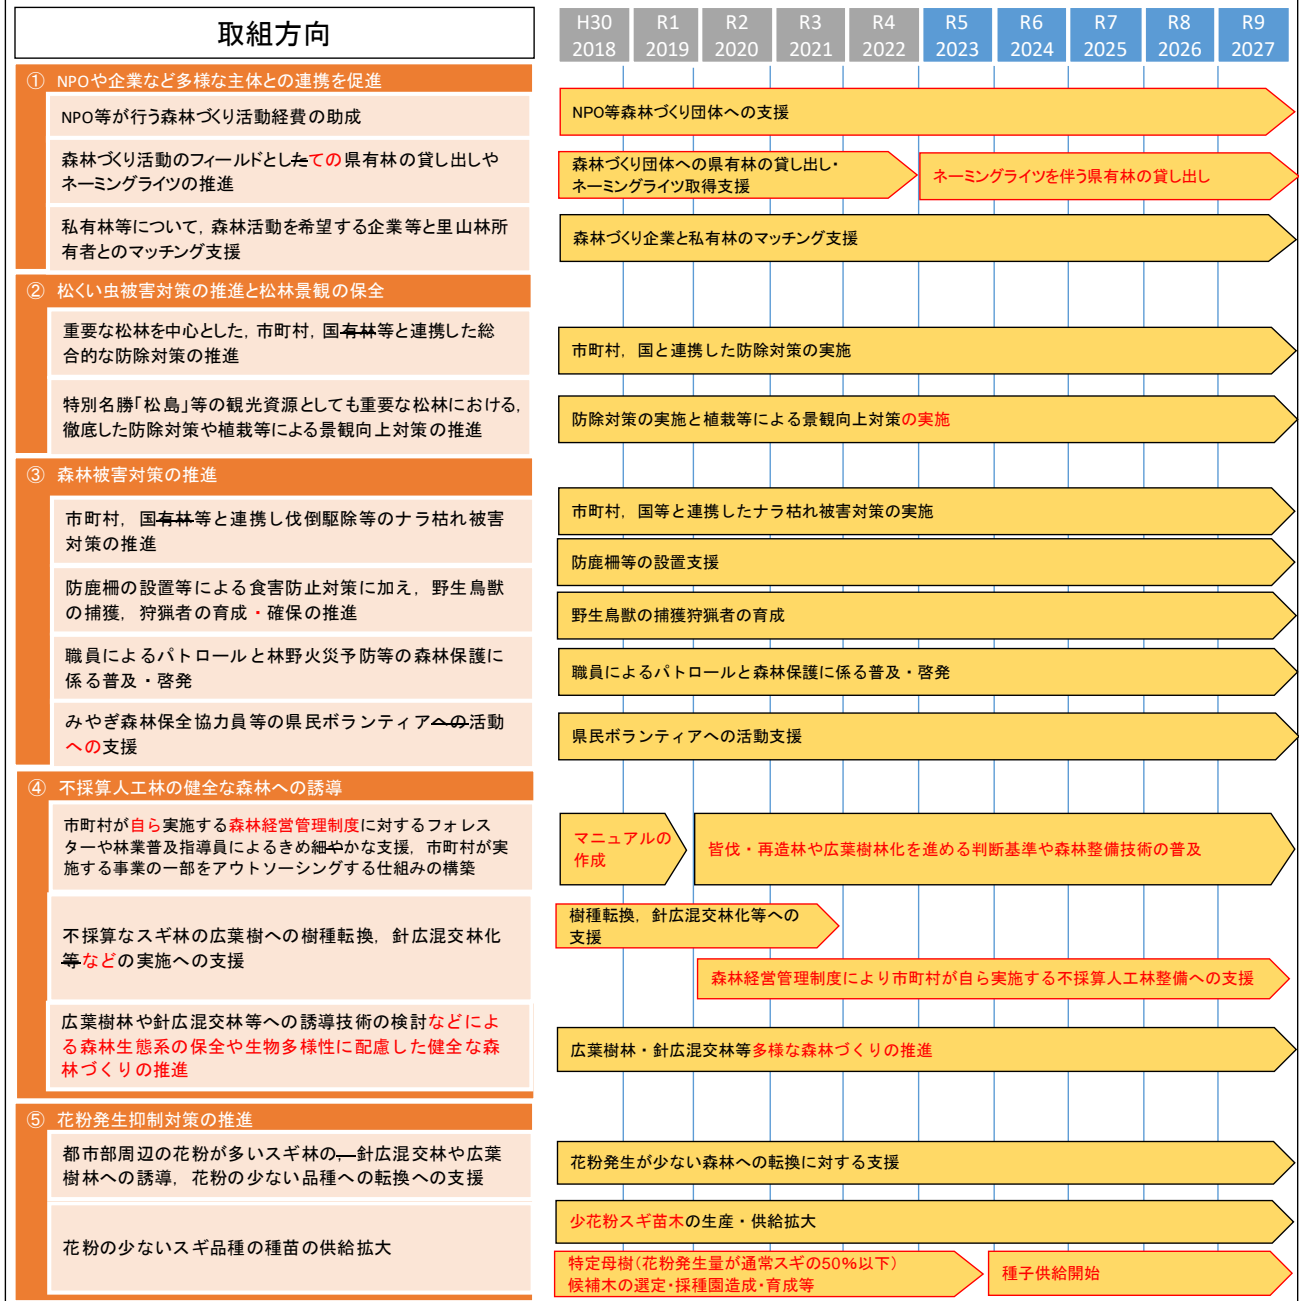 取組方向
H30 R1 R2 R3 R4 R5 R6 R7 R8 R9
2018 2019 2020 2021 2022 2023 2024 2025 2026 2027
① NPOや企業など多様な主体との連携を促進
NPO等が行う森林づくり活動経費の助成
NPO等森林づくり団体への支援
森林づくり活動のフィールドとしたての県有林の貸し出しや
ネーミングライツの推進
森林づくり団体への県有林の貸し出し・
ネーミングライツ取得支援
ネーミングライツを伴う県有林の貸し出し
私有林等について,森林活動を希望する企業等と里山林所
有者とのマッチング支援
森林づくり企業と私有林のマッチング支援
② 松くい虫被害対策の推進と松林景観の保全
重要な松林を中心とした,市町村,国有林等と連携した総
合的な防除対策の推進
市町村,国と連携した防除対策の実施
特別名勝「松島」等の観光資源としても重要な松林における,
徹底した防除対策や植栽等による景観向上対策の推進
防除対策の実施と植栽等による景観向上対策の実施
③ 森林被害対策の推進
市町村,国有林等と連携し伐倒駆除等のナラ枯れ被害
対策の推進
市町村,国等と連携したナラ枯れ被害対策の実施
防鹿柵等の設置支援
防鹿柵の設置等による食害防止対策に加え,野生鳥獣
の捕獲,狩猟者の育成・確保の推進
野生鳥獣の捕獲狩猟者の育成
職員によるパトロールと林野火災予防等の森林保護に
係る普及・啓発
職員によるパトロールと森林保護に係る普及・啓発
みやぎ森林保全協力員等の県民ボランティアへの活動
への支援
県民ボランティアへの活動支援
④ 不採算人工林の健全な森林への誘導
市町村が自ら実施する森林経営管理制度に対するフォレス
ターや林業普及指導員によるきめ細やかな支援,市町村が実
施する事業の一部をアウトソーシングする仕組みの構築
マニュアルの
作成
皆伐・再造林や広葉樹林化を進める判断基準や森林整備技術の普及
不採算なスギ林の広葉樹への樹種転換,針広混交林化
等などの実施への支援
樹種転換,針広混交林化等への
支援
森林経営管理制度により市町村が自ら実施する不採算人工林整備への支援
広葉樹林や針広混交林等への誘導技術の検討などによ
る森林生態系の保全や生物多様性に配慮した健全な森
林づくりの推進
広葉樹林・針広混交林等多様な森林づくりの推進
⑤ 花粉発生抑制対策の推進
都市部周辺の花粉が多いスギ林の,針広混交林や広葉
樹林への誘導,花粉の少ない品種への転換への支援
花粉発生が少ない森林への転換に対する支援
花粉の少ないスギ品種の種苗の供給拡大
少花粉スギ苗木の生産・供給拡大
特定母樹(花粉発生量が通常スギの50%以下)
候補木の選定・採種園造成・育成等
種子供給開始